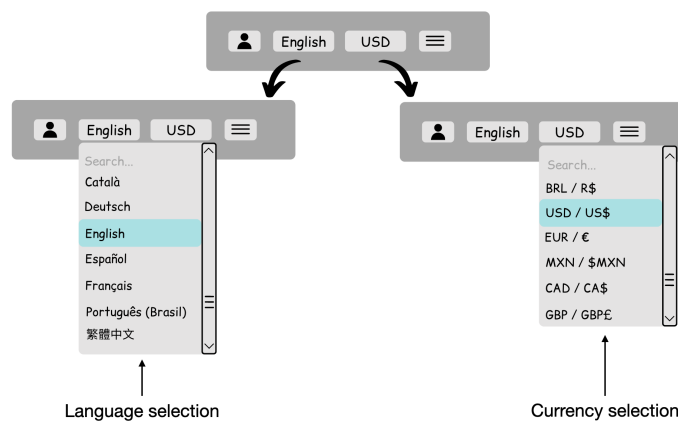 English USD
English USD
Search...
Català
Deutsch
English
Español
Français
Português (Brasil)
繁體中文
Language selection
English USD
Search...
BRL / R$
USD / US$
EUR / €
MXN / $MXN
CAD / CA$
GBP / GBP£
Currency selection